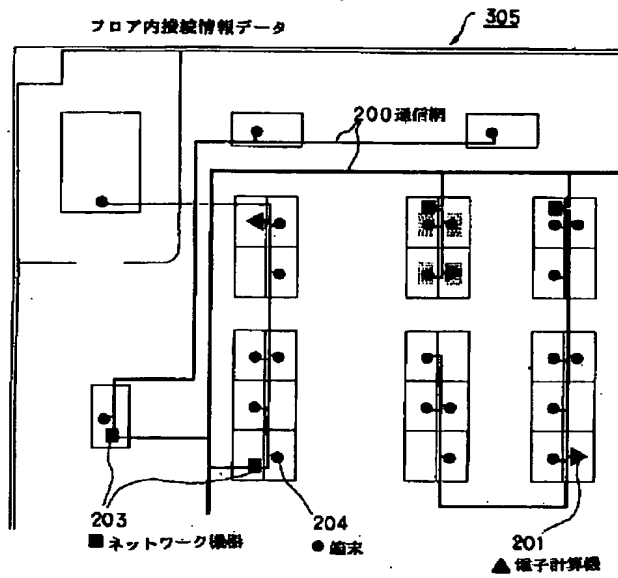 フロア内接続情報データ
305
200通信網
203
■ネットワーク機器
204
●端末
201
▲電子計算機